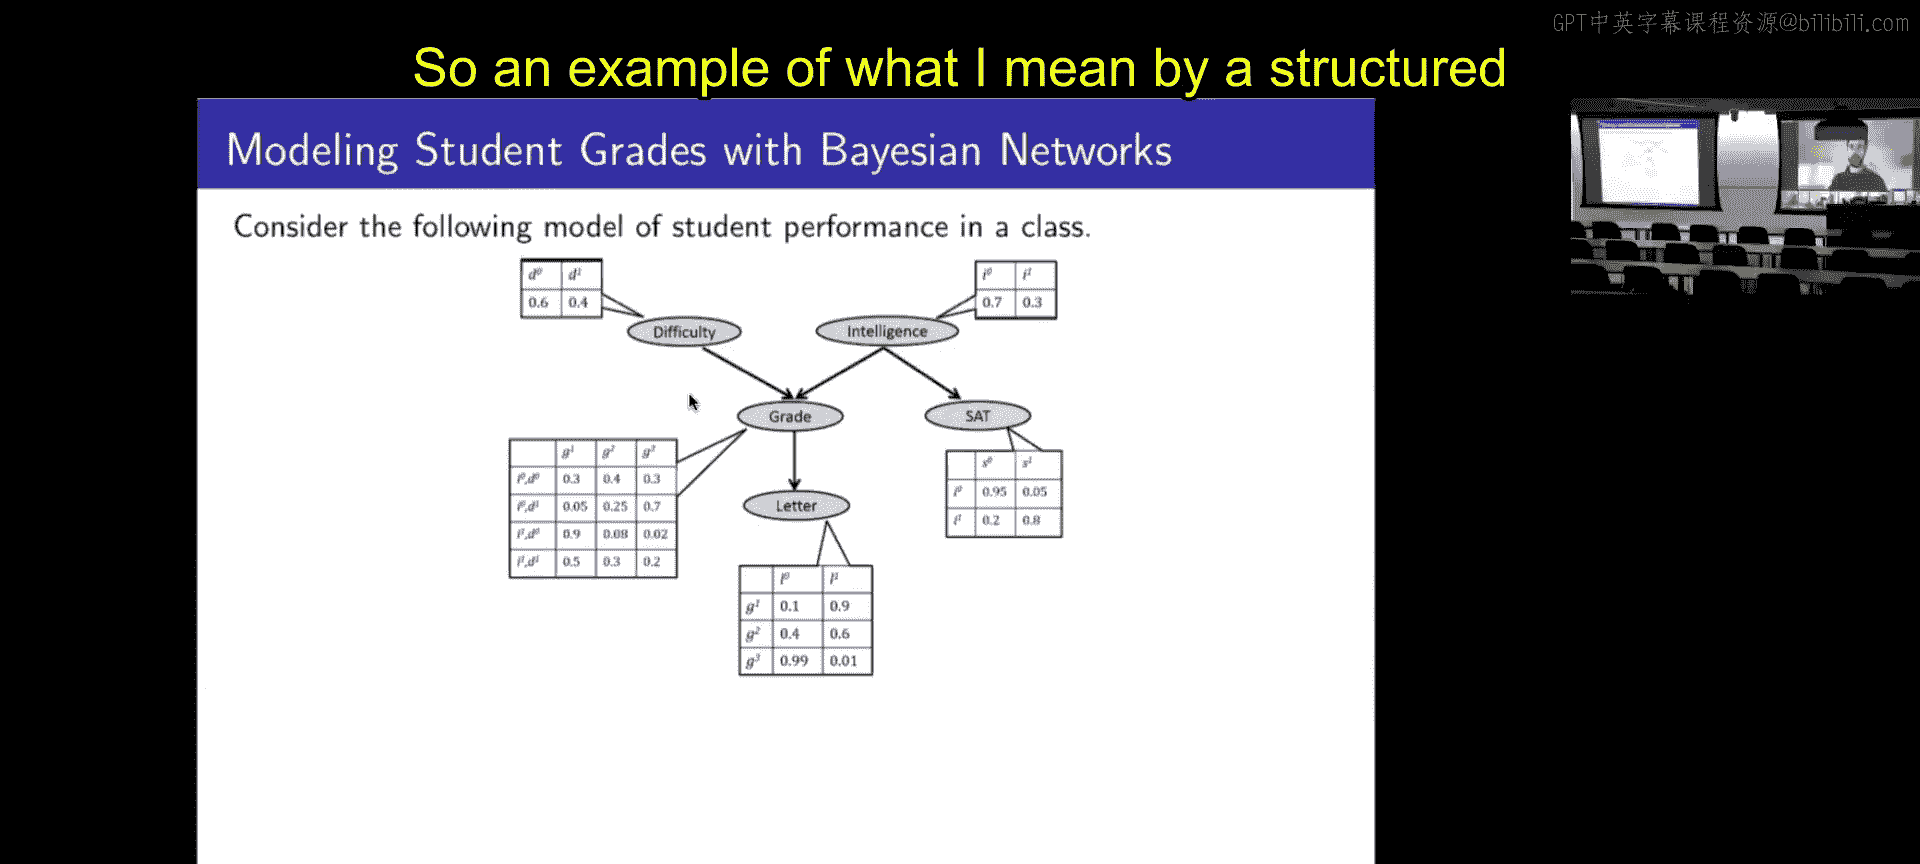 GPT中英字幕课程资源@bilibili.com
So an example of what I mean by a structured
Modeling Student Grades with Bayesian Networks
Consider the following model of student performance in a class.
d⁰ d¹
0.6 0.4
i⁰ i¹
0.7 0.3
Difficulty
Intelligence
Grade
SAT
g¹ g² g³
i⁰,d⁰ 0.3 0.4 0.3
i⁰,d¹ 0.05 0.25 0.7
i¹,d⁰ 0.9 0.08 0.02
i¹,d¹ 0.5 0.3 0.2
s⁰ s¹
i⁰ 0.95 0.05
i¹ 0.2 0.8
Letter
l⁰ l¹
g¹ 0.1 0.9
g² 0.4 0.6
g³ 0.99 0.01